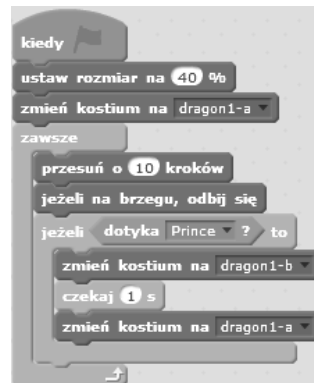 kiedy
ustaw rozmiar na 40 %
zmień kostium na dragon1-a
zawsze
przesuń o 10 kroków
jeżeli na brzegu, odbij się
jeżeli dotyka Prince ? to
zmień kostium na dragon1-b
czekaj 1 s
zmień kostium na dragon1-a